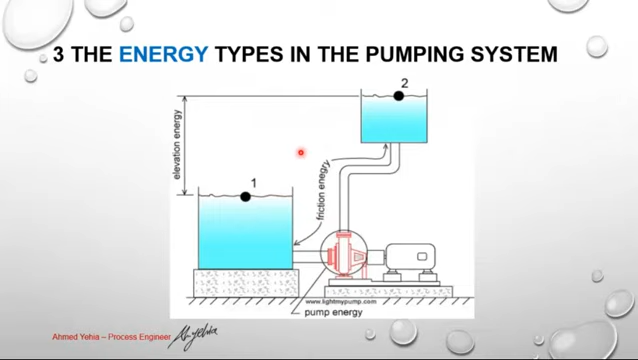 3 THE ENERGY TYPES IN THE PUMPING SYSTEM
2
elevation energy
1
friction enegry
www.lightmypump.com
pump energy
Ahmed Yehia – Process Engineer